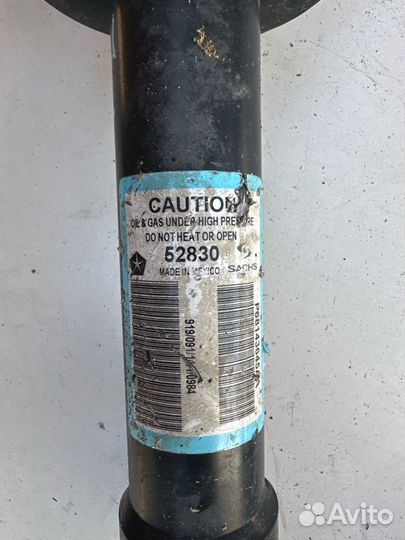 CAUTION
OIL & GAS UNDER HIGH PRESSURE
DO NOT HEAT OR OPEN
52830
MADE IN MEXICO SACHS
Avito